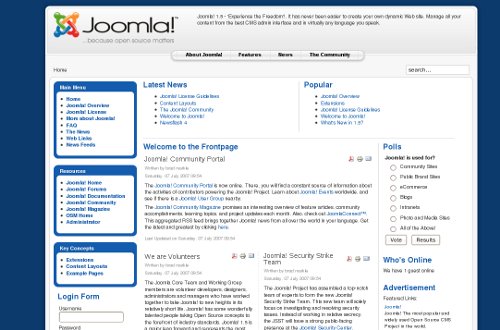 Joomla!™
... because open source matters
Joomla! 1.5 - 'Experience the Freedom!'. It has never been easier to create your own dynamic Web site. Manage all your
content from the best CMS admin interface and in virtually any language you speak.
About Joomla! Features News The Community
Home
search...
Main Menu
Home
Joomla! Overview
Joomla! License
More about Joomla!
FAQ
The News
Web Links
News Feeds
Resources
Joomla! Home
Joomla! Forums
Joomla! Documentation
Joomla! Community
Joomla! Magazine
OSM Home
Administrator
Key Concepts
Extensions
Content Layouts
Example Pages
Login Form
Username
Password
Latest News
Joomla! License Guidelines
Content Layouts
The Joomla! Community
Welcome to Joomla!
Newsflash 4
Popular
Joomla! Overview
Extensions
Joomla! License Guidelines
Welcome to Joomla!
What's New in 1.5?
Welcome to the Frontpage
Joomla! Community Portal
Saturday, 07 July 2007 09:54
The Joomla! Community Portal is now online. There, you will find a constant source of information about
the activities of contributors powering the Joomla! Project. Learn about Joomla! Events worldwide, and
see if there is a Joomla! User Group nearby.
The Joomla! Community Magazine promises an interesting overview of feature articles, community
accomplishments, learning topics, and project updates each month. Also, check out JoomlaConnect™.
This aggregated RSS feed brings together Joomla! news from all over the world in your language. Get
the latest and greatest by clicking here.
Last Updated on Saturday, 07 July 2007 09:54
We are Volunteers
Saturday, 07 July 2007 09:54
The Joomla Core Team and Working Group
members are volunteer developers, designers,
administrators and managers who have worked
together to take Joomla! to new heights in its
relatively short life. Joomla! has some wonderfully
talented people taking Open Source concepts to
the forefront of industry standards. Joomla! 1.5 is
a major leap forward and represents the most
Joomla! Security Strike
Team
Saturday, 07 July 2007 09:54
The Joomla! Project has assembled a top-notch
team of experts to form the new Joomla!
Security Strike Team. This new team will solely
focus on investigating and resolving security
issues. Instead of working in relative secrecy,
the JSST will have a strong public-facing
presence at the Joomla! Security Center.
Polls
Joomla! is used for?
Community Sites
Public Brand Sites
eCommerce
Blogs
Intranets
Photo and Media Sites
All of the Above!
Vote Results
Who's Online
We have 1 guest online
Advertisement
Featured Links:
Joomla!
Joomla! The most popular and
widely used Open Source CMS
Project in the world.